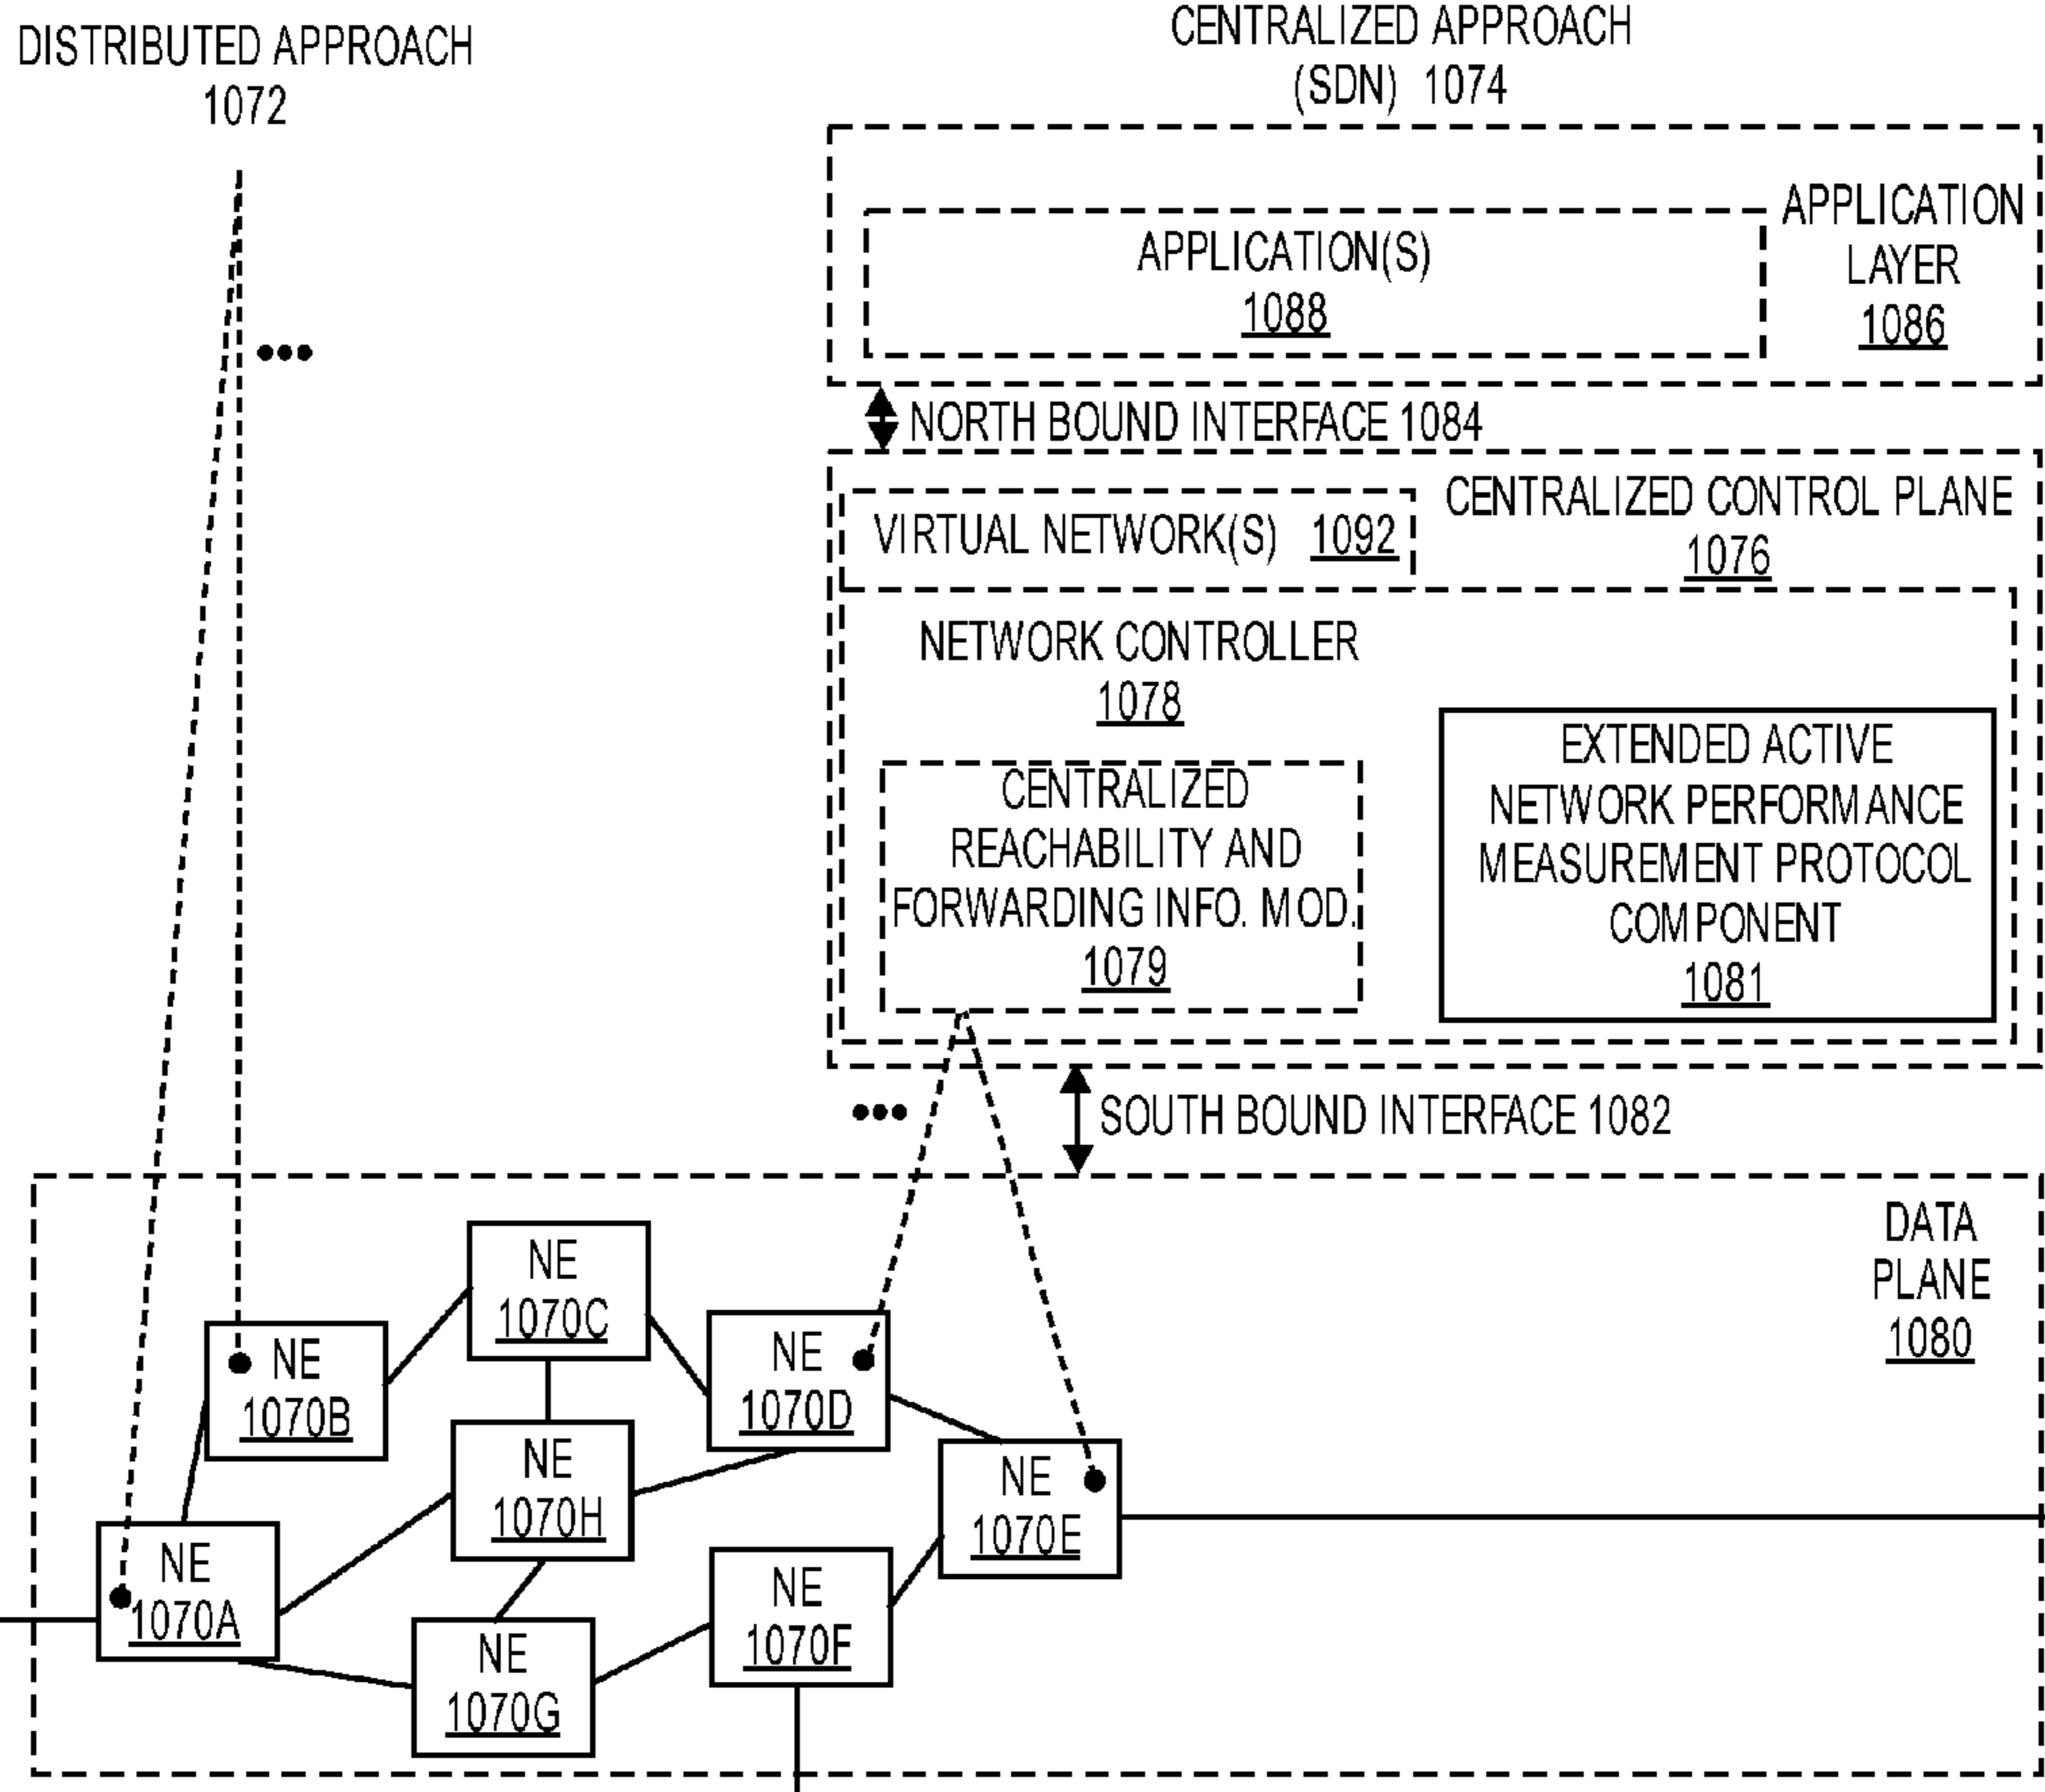 DISTRIBUTED APPROACH
1072
CENTRALIZED APPROACH
(SDN) 1074
APPLICATION(S)
1088
APPLICATION
LAYER
1086
NORTH BOUND INTERFACE 1084
VIRTUAL NETWORK(S) 1092
CENTRALIZED CONTROL PLANE
1076
NETWORK CONTROLLER
1078
CENTRALIZED
REACHABILITY AND
FORWARDING INFO. MOD.
1079
EXTENDED ACTIVE
NETWORK PERFORMANCE
MEASUREMENT PROTOCOL
COMPONENT
1081
SOUTH BOUND INTERFACE 1082
DATA
PLANE
1080
NE
1070C
NE
1070B
NE
1070D
NE
1070H
NE
1070E
NE
1070A
NE
1070F
NE
1070G